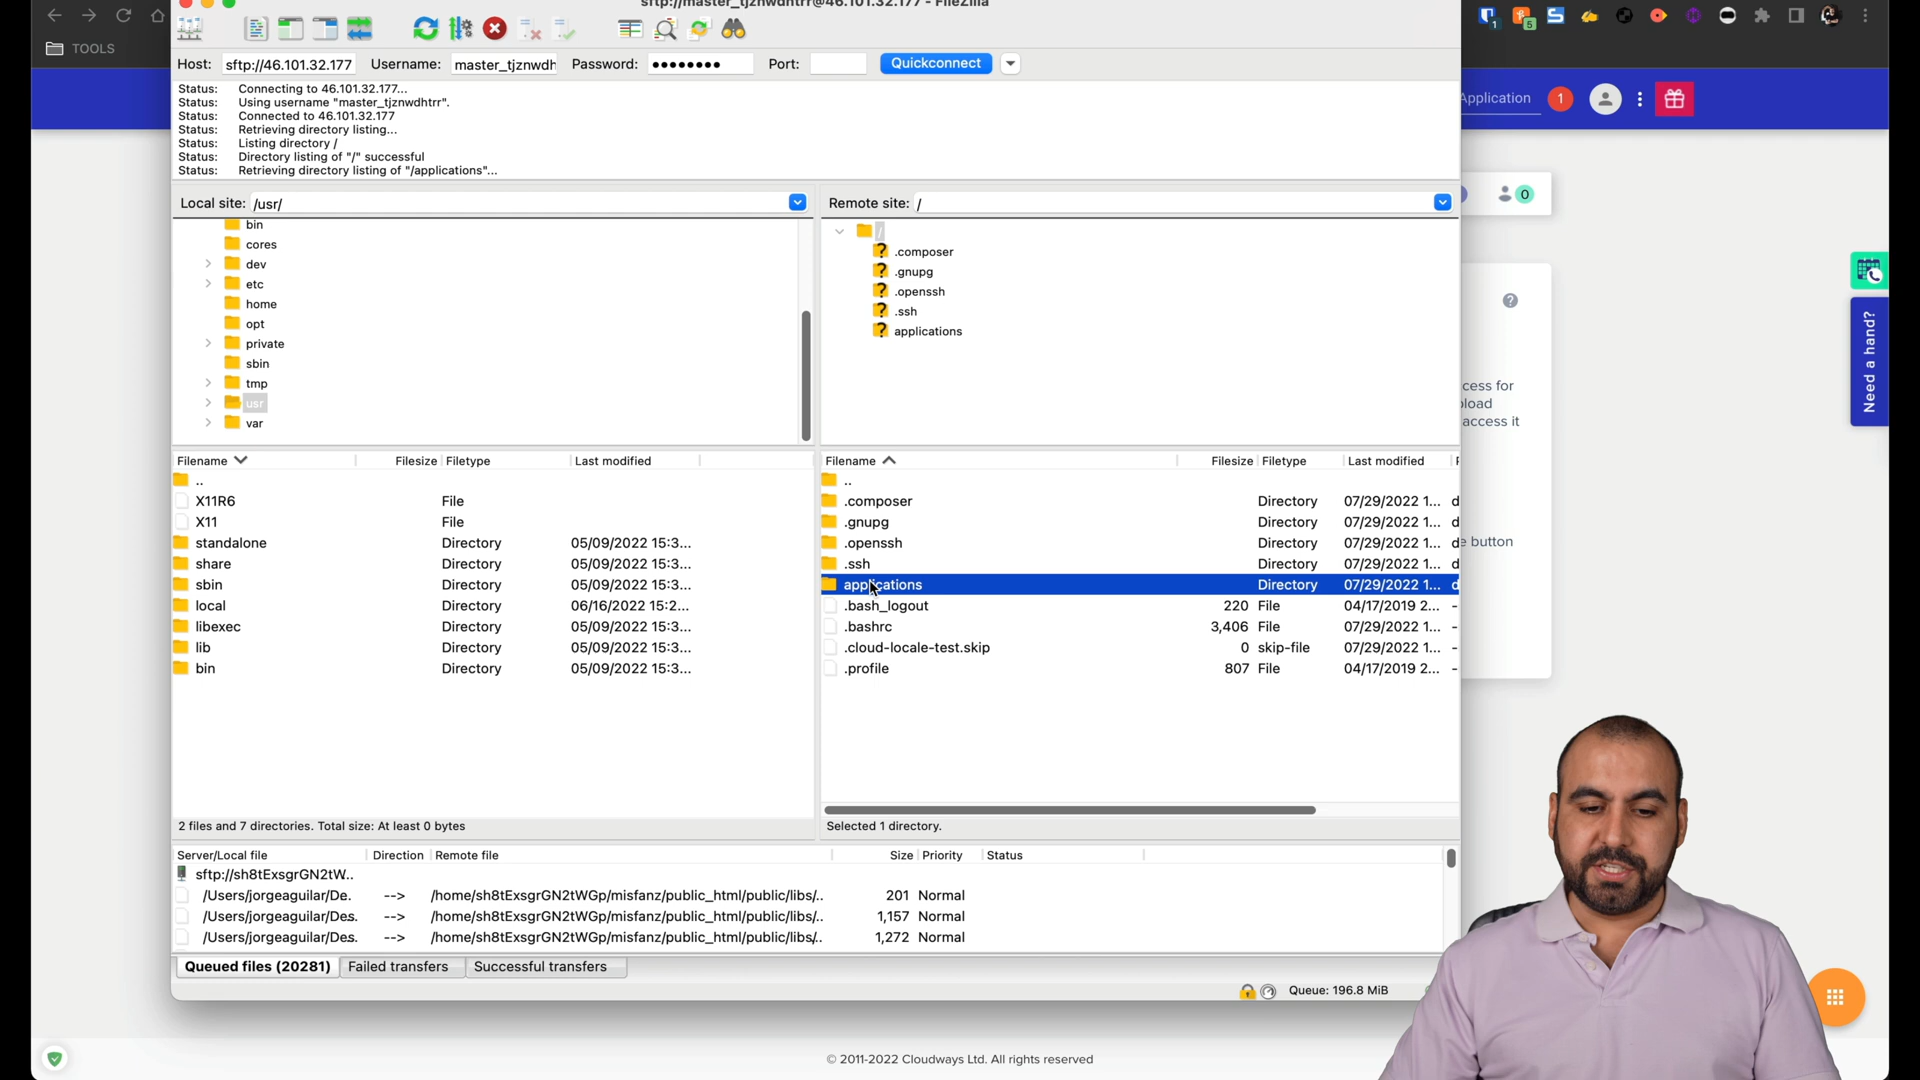 sftp://master_tjznwdhtrr@46.101.32.177 - FileZilla
TOOLS
Host: sftp://46.101.32.177 Username: master_tjznwdh Password: ●●●●●●●● Port: Quickconnect
Status: Connecting to 46.101.32.177...
Status: Using username "master_tjznwdhtrr".
Status: Connected to 46.101.32.177
Status: Retrieving directory listing...
Status: Listing directory /
Status: Directory listing of "/" successful
Status: Retrieving directory listing of "/applications"...
Application 1
1
5
0
Local site: /usr/
bin
cores
dev
etc
home
opt
private
sbin
tmp
usr
var
Remote site: /
/
? .composer
? .gnupg
? .openssh
? .ssh
? applications
Filename Filesize Filetype Last modified
..
X11R6 File
X11 File
standalone Directory 05/09/2022 15:3...
share Directory 05/09/2022 15:3...
sbin Directory 05/09/2022 15:3...
local Directory 06/16/2022 15:2...
libexec Directory 05/09/2022 15:3...
lib Directory 05/09/2022 15:3...
bin Directory 05/09/2022 15:3...
2 files and 7 directories. Total size: At least 0 bytes
Filename Filesize Filetype Last modified
..
.composer Directory 07/29/2022 1... d
.gnupg Directory 07/29/2022 1... d
.openssh Directory 07/29/2022 1... d
.ssh Directory 07/29/2022 1... d
applications Directory 07/29/2022 1... d
.bash_logout 220 File 04/17/2019 2... -
.bashrc 3,406 File 07/29/2022 1... -
.cloud-locale-test.skip 0 skip-file 07/29/2022 1... -
.profile 807 File 04/17/2019 2... -
Selected 1 directory.
?
cess for
access it
e button
Need a hand?
Server/Local file Direction Remote file Size Priority Status
sftp://sh8tExsgrGN2tW..
/Users/jorgeaguilar/De. --> /home/sh8tExsgrGN2tWGp/misfanz/public_html/public/libs/.. 201 Normal
/Users/jorgeaguilar/Des. --> /home/sh8tExsgrGN2tWGp/misfanz/public_html/public/libs/.. 1,157 Normal
/Users/jorgeaguilar/Des. --> /home/sh8tExsgrGN2tWGp/misfanz/public_html/public/libs/.. 1,272 Normal
Queued files (20281) Failed transfers Successful transfers
Queue: 196.8 MiB
© 2011-2022 Cloudways Ltd. All rights reserved